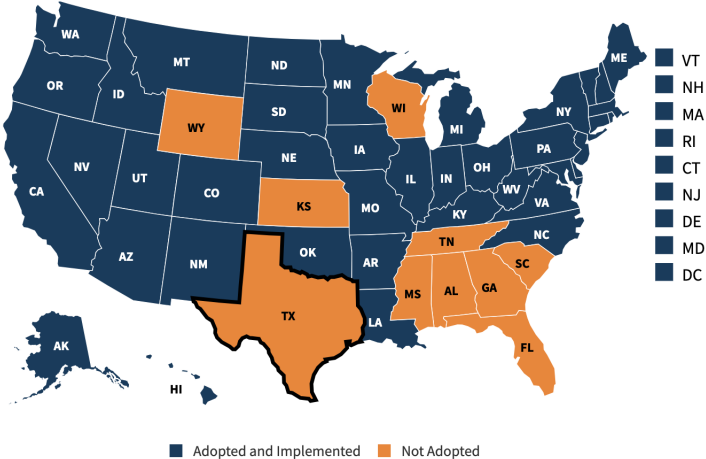 WA
MT
ND
MN
ME
VT
OR
ID
SD
WI
MI
NY
NH
WY
MA
NV
NE
IA
PA
RI
CA
UT
CO
IL
IN
OH
CT
KS
MO
WV
VA
NJ
KY
DE
AZ
NM
OK
AR
TN
NC
MD
SC
DC
TX
MS
AL
GA
LA
AK
FL
HI
Adopted and Implemented
Not Adopted